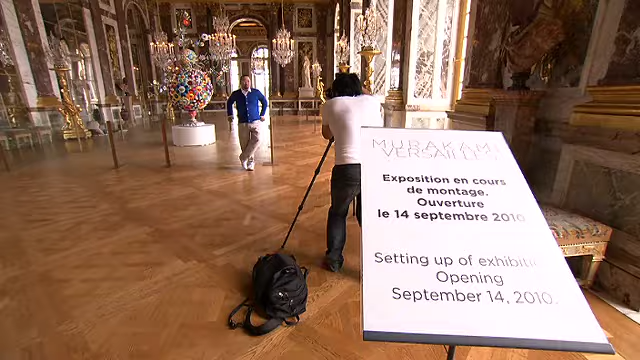 MURAKAMI
VERSAILLES
Exposition en cours
de montage.
Ouverture
le 14 septembre 2010
Setting up of exhibition
Opening
September 14, 2010.